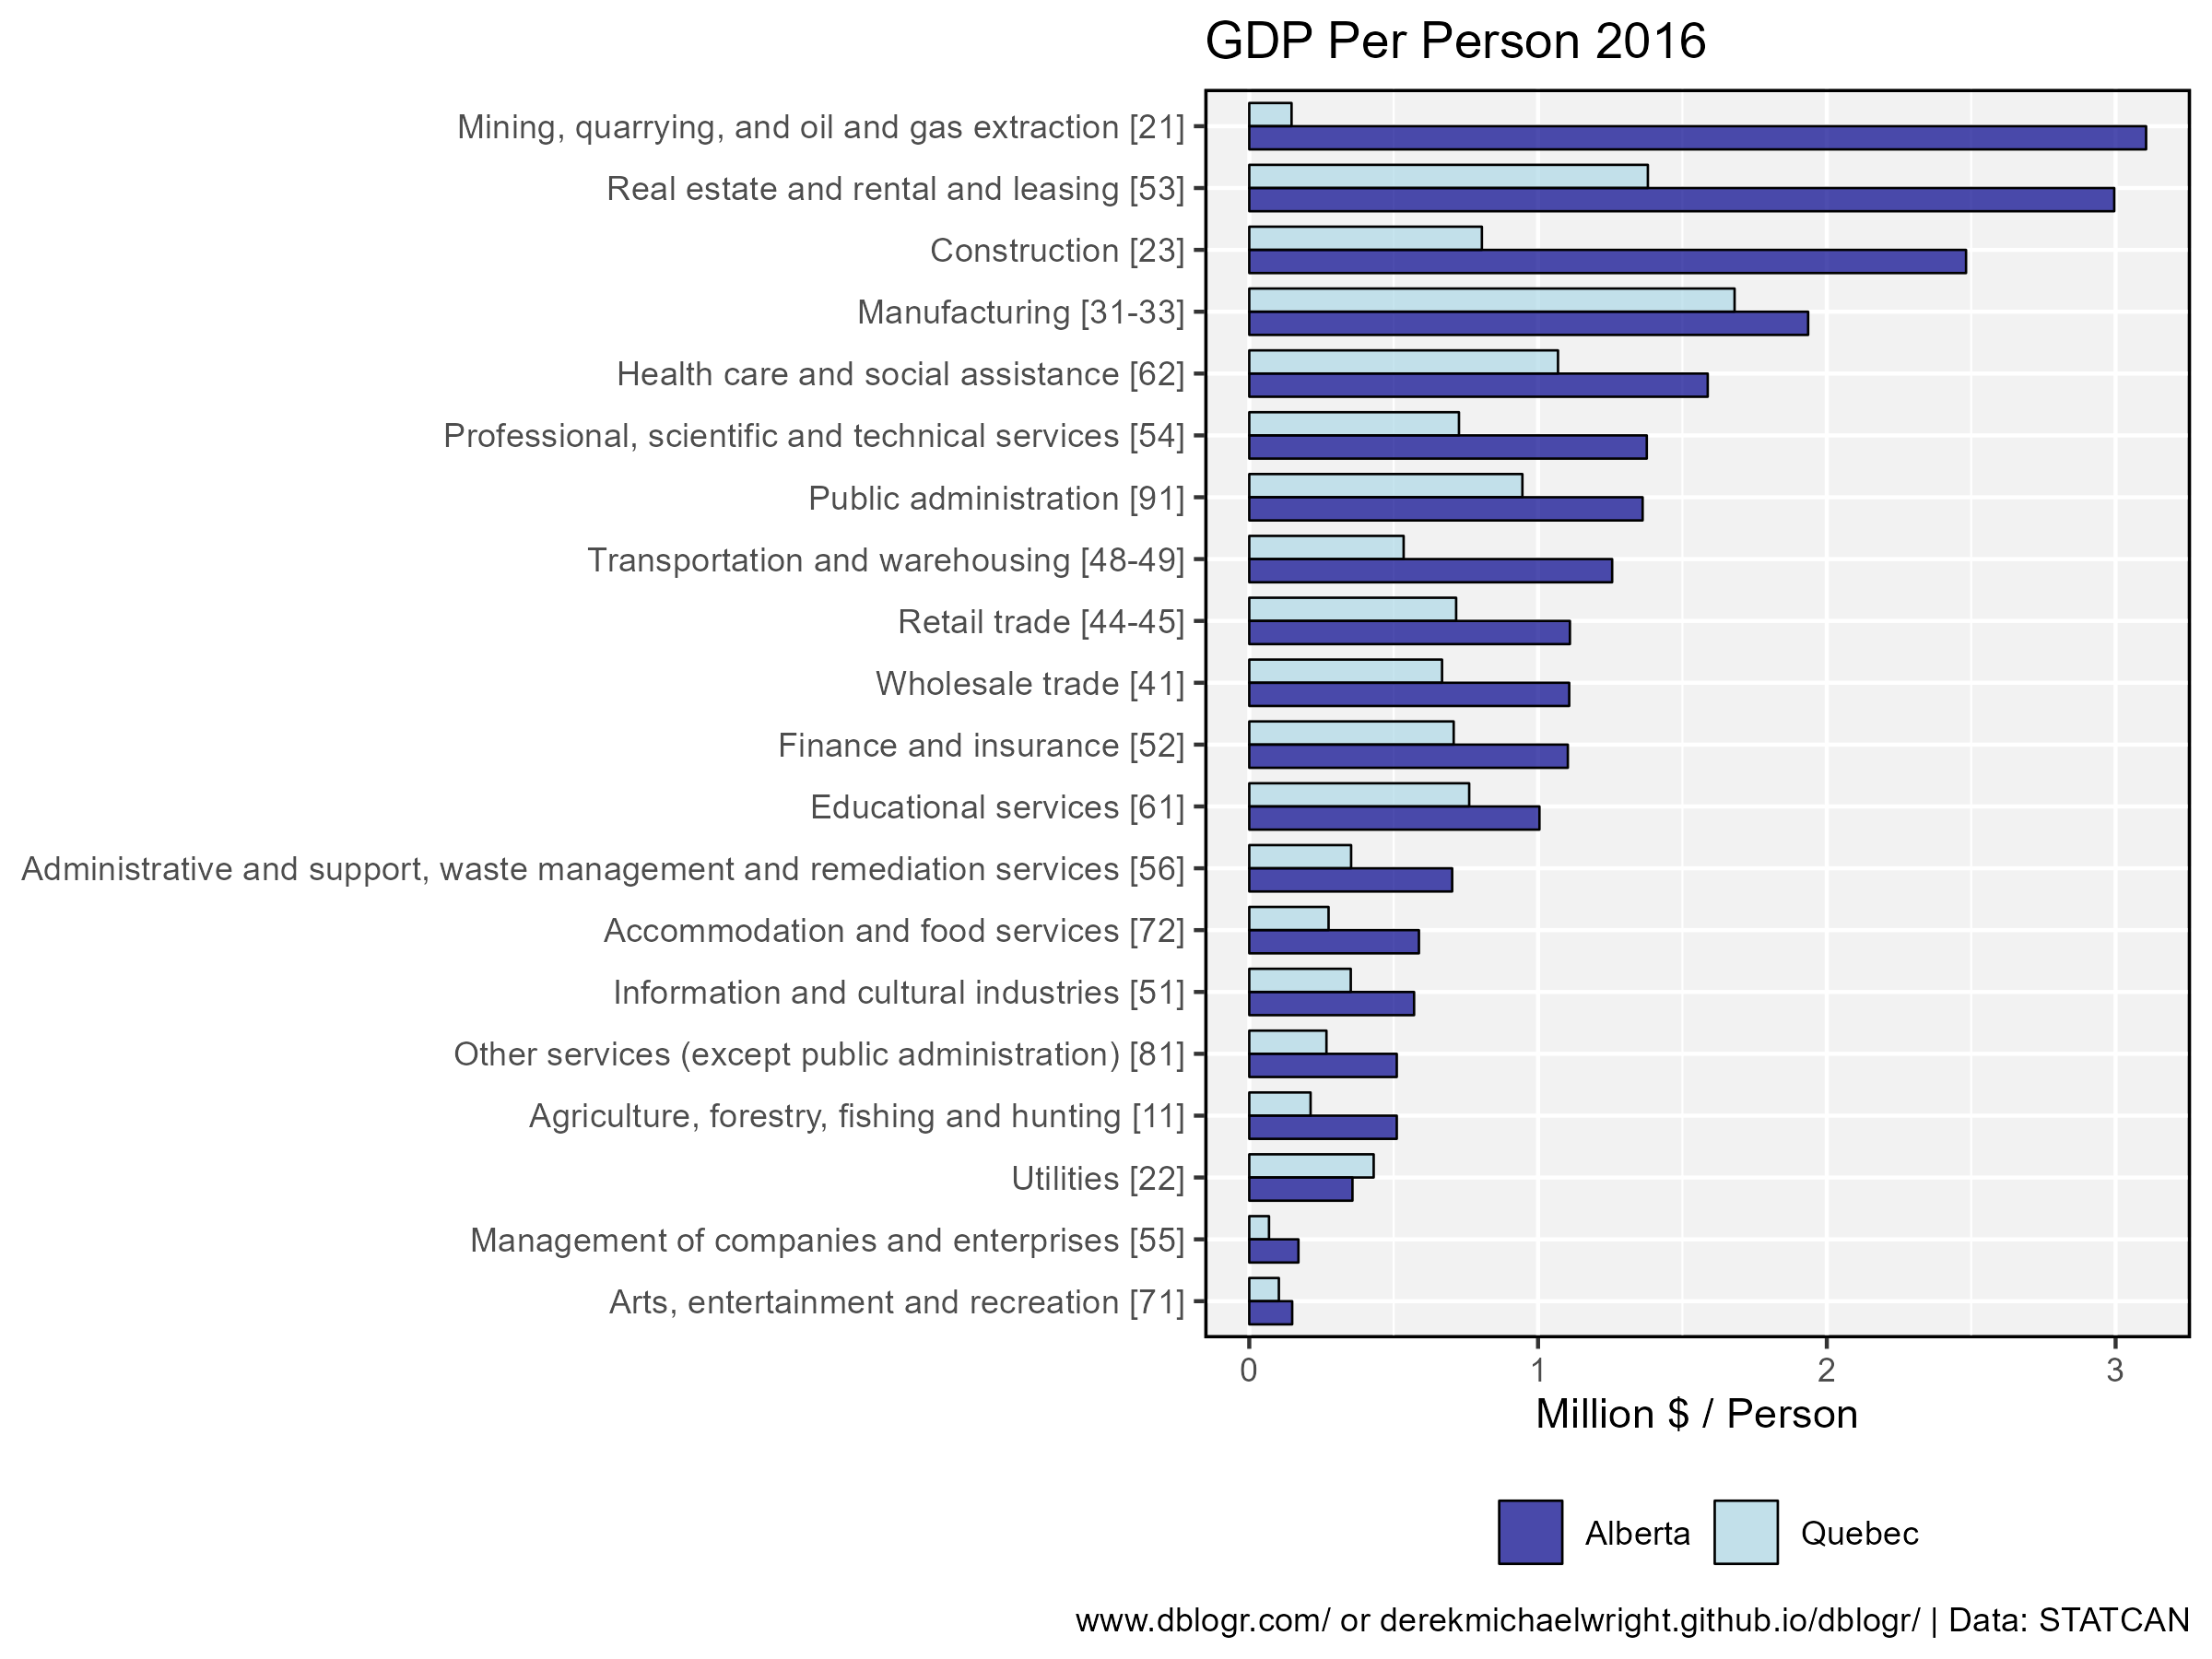 GDP Per Person 2016
Mining, quarrying, and oil and gas extraction [21]
Real estate and rental and leasing [53]
Construction [23]
Manufacturing [31-33]
Health care and social assistance [62]
Professional, scientific and technical services [54]
Public administration [91]
Transportation and warehousing [48-49]
Retail trade [44-45]
Wholesale trade [41]
Finance and insurance [52]
Educational services [61]
Administrative and support, waste management and remediation services [56]
Accommodation and food services [72]
Information and cultural industries [51]
Other services (except public administration) [81]
Agriculture, forestry, fishing and hunting [11]
Utilities [22]
Management of companies and enterprises [55]
Arts, entertainment and recreation [71]
0 1 2 3
Million $ / Person
Alberta Quebec
www.dblogr.com/ or derekmichaelwright.github.io/dblogr/ | Data: STATCAN